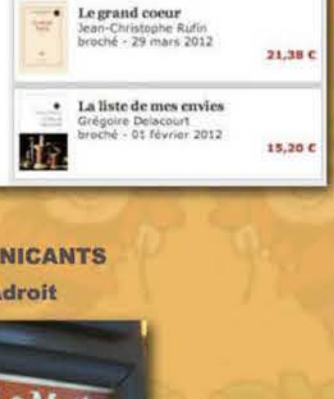 Le grand coeur
Jean-Christophe Rufin
broché - 29 mars 2012
21,38 €
La liste de mes envies
Grégoire Delacourt
broché - 01 février 2012
15,20 €
NICANTS
droit